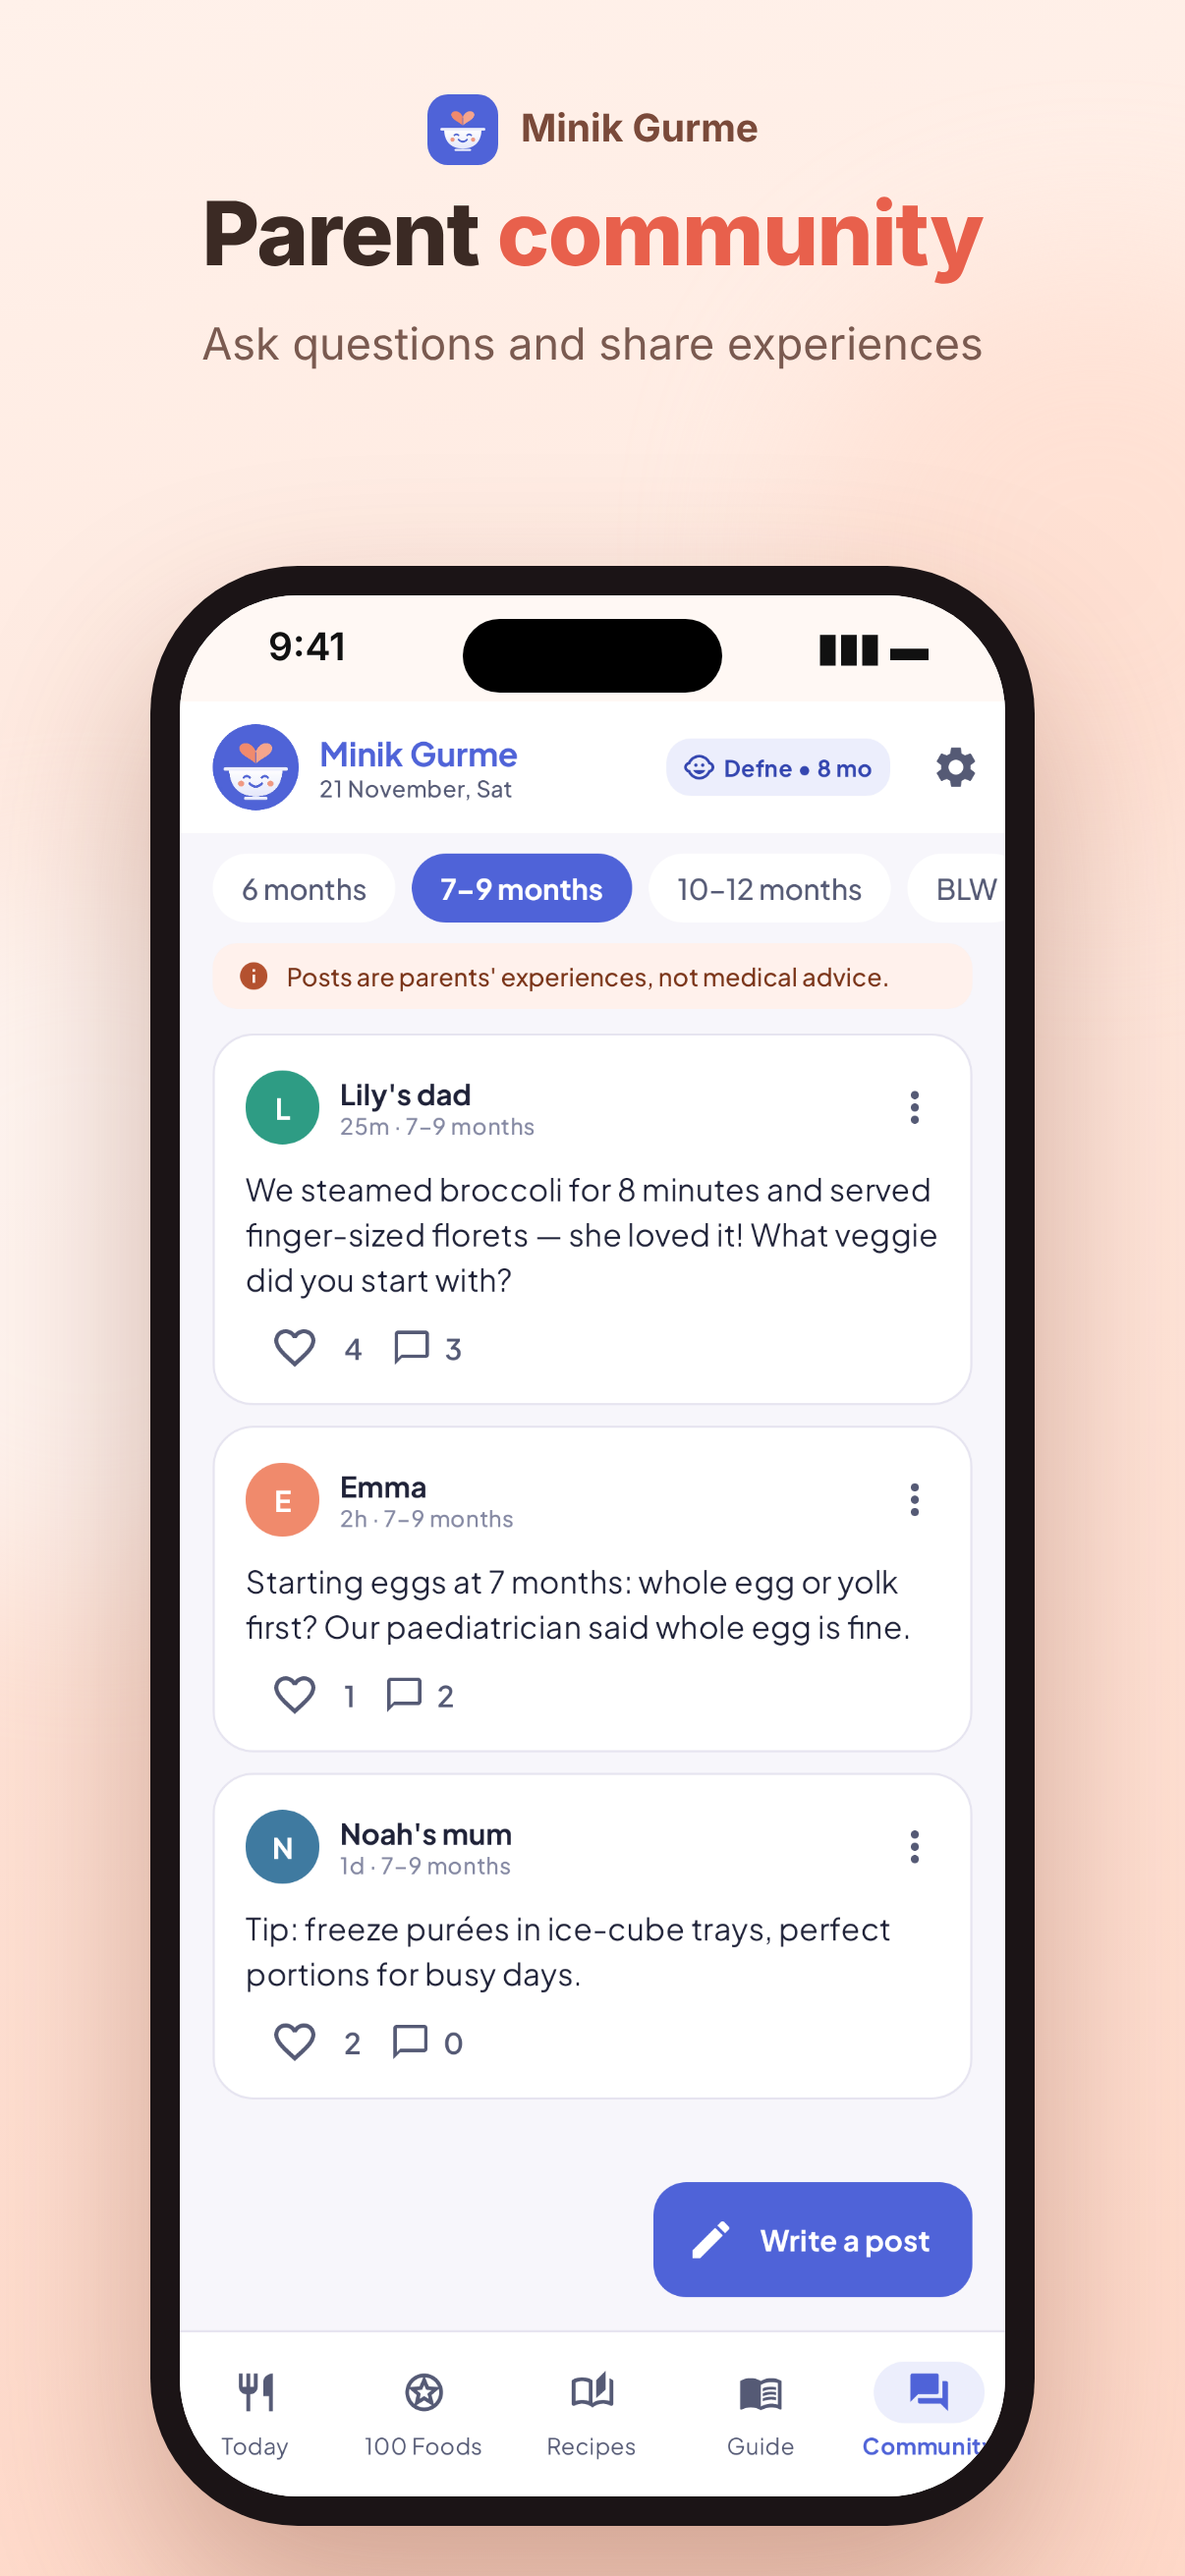 Minik Gurme
Parent community
Ask questions and share experiences
9:41
Minik Gurme
21 November, Sat
Defne • 8 mo
6 months
7–9 months
10–12 months
BLW
Posts are parents' experiences, not medical advice.
L
Lily's dad
25m · 7–9 months
We steamed broccoli for 8 minutes and served
finger-sized florets — she loved it! What veggie
did you start with?
4
3
E
Emma
2h · 7–9 months
Starting eggs at 7 months: whole egg or yolk
first? Our paediatrician said whole egg is fine.
1
2
N
Noah's mum
1d · 7–9 months
Tip: freeze purées in ice-cube trays, perfect
portions for busy days.
2
0
Write a post
Today
100 Foods
Recipes
Guide
Community